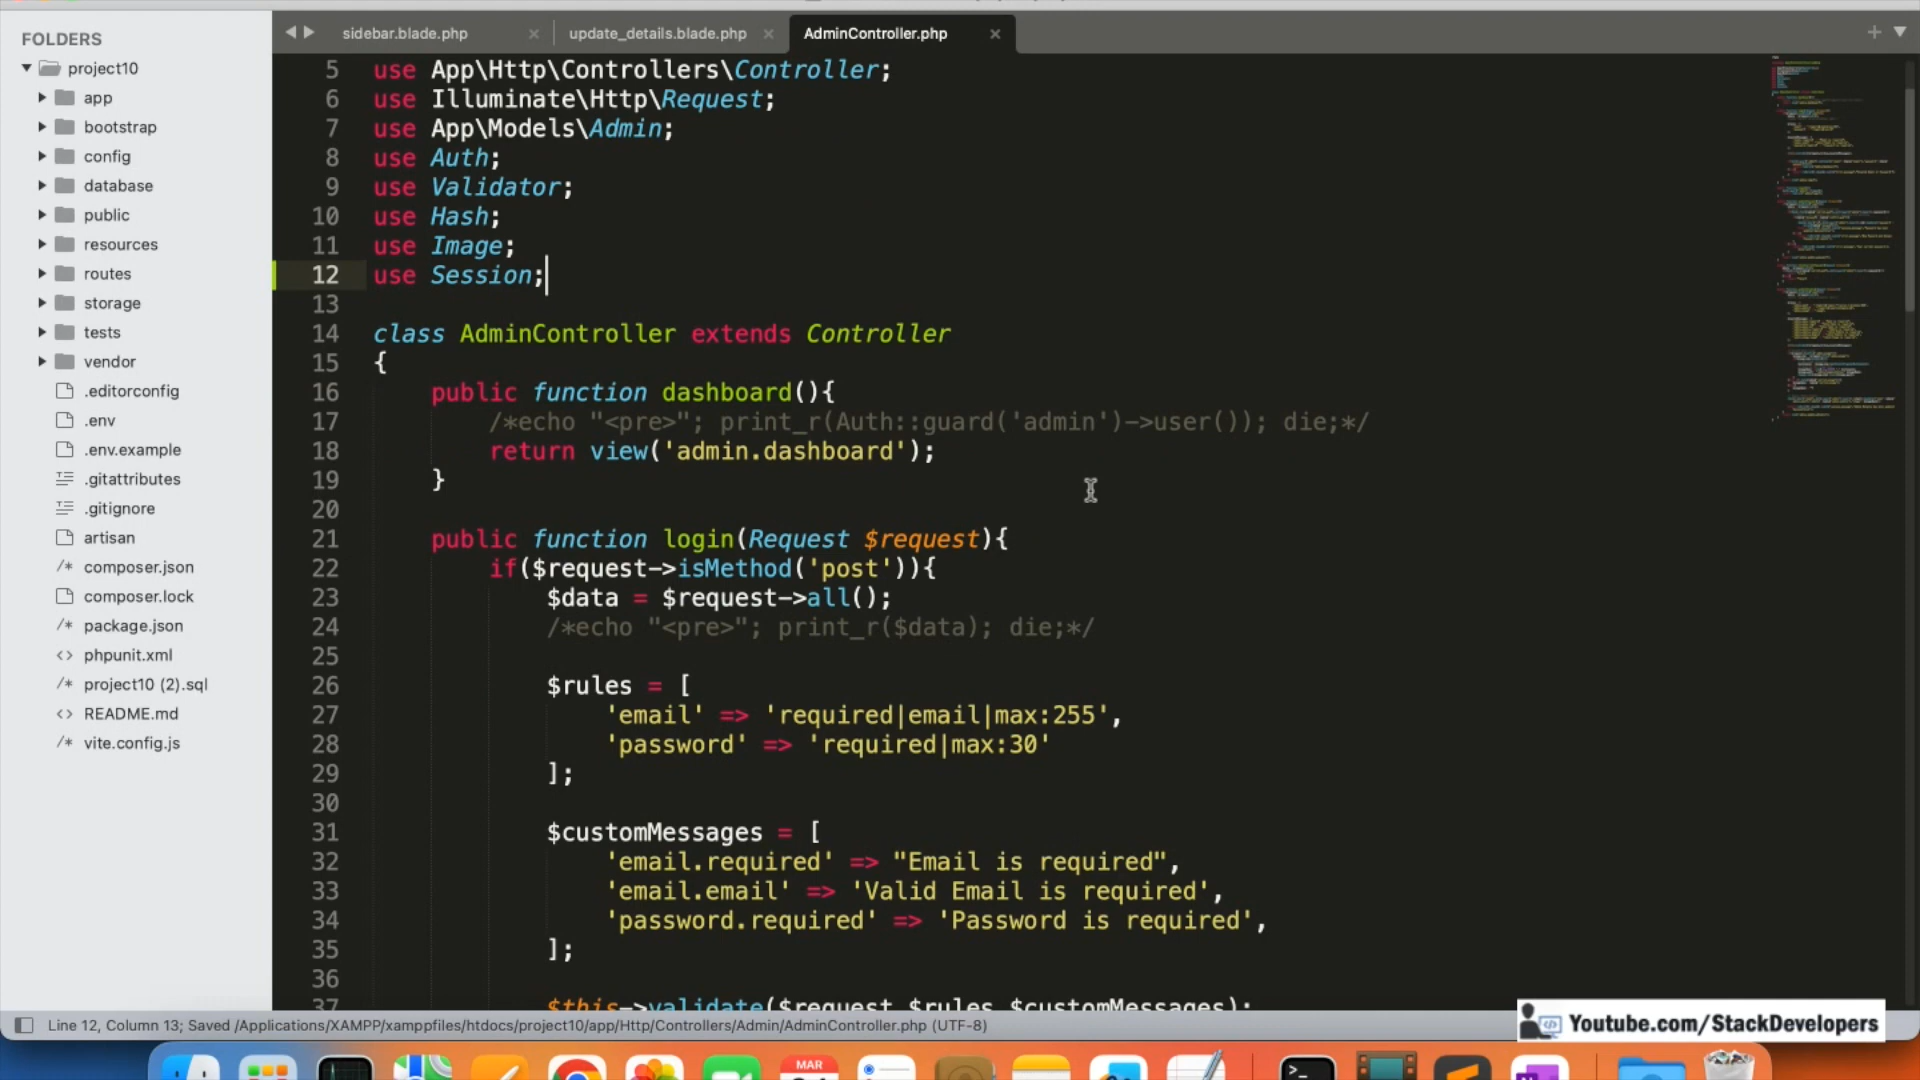 FOLDERS
project10
app
bootstrap
config
database
public
resources
routes
storage
tests
vendor
.editorconfig
.env
.env.example
.gitattributes
.gitignore
artisan
/* composer.json
composer.lock
/* package.json
<> phpunit.xml
/* project10 (2).sql
<> README.md
/* vite.config.js
sidebar.blade.php ×
update_details.blade.php ×
AdminController.php ×
5 use App\Http\Controllers\Controller;
6 use Illuminate\Http\Request;
7 use App\Models\Admin;
8 use Auth;
9 use Validator;
10 use Hash;
11 use Image;
12 use Session;
13
14 class AdminController extends Controller
15 {
16 public function dashboard(){
17 /*echo "<pre>"; print_r(Auth::guard('admin')->user()); die;*/
18 return view('admin.dashboard');
19 }
20
21 public function login(Request $request){
22 if($request->isMethod('post')){
23 $data = $request->all();
24 /*echo "<pre>"; print_r($data); die;*/
25
26 $rules = [
27 'email' => 'required|email|max:255',
28 'password' => 'required|max:30'
29 ];
30
31 $customMessages = [
32 'email.required' => "Email is required",
33 'email.email' => 'Valid Email is required',
34 'password.required' => 'Password is required',
35 ];
36
37 $this->validate($request,$rules,$customMessages);
Line 12, Column 13; Saved /Applications/XAMPP/xamppfiles/htdocs/project10/app/Http/Controllers/Admin/AdminController.php (UTF-8)
Youtube.com/StackDevelopers
MAR